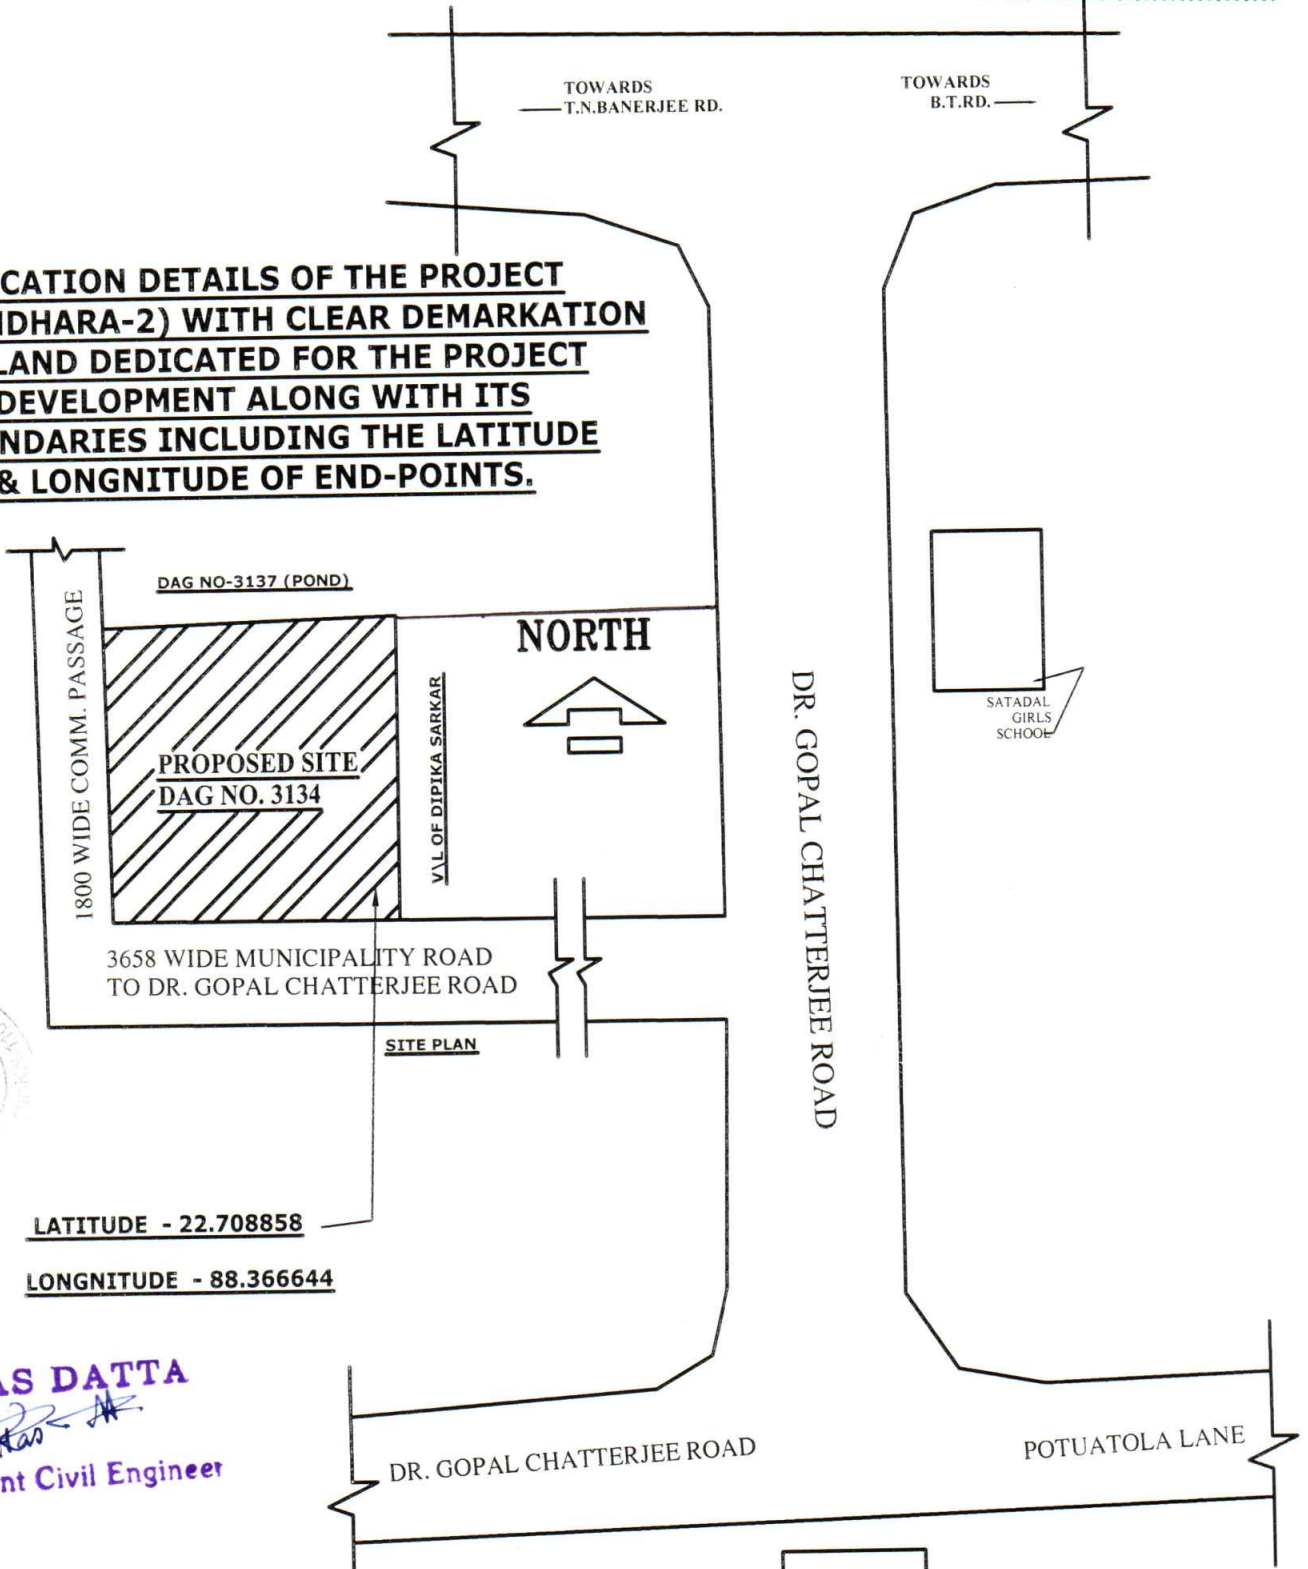 TOWARDS
T.N.BANERJEE RD.
TOWARDS
B.T.RD.
CATION DETAILS OF THE PROJECT
DHARA-2) WITH CLEAR DEMARKATION
LAND DEDICATED FOR THE PROJECT
DEVELOPMENT ALONG WITH ITS
NDARIES INCLUDING THE LATITUDE
& LONGNITUDE OF END-POINTS.
DAG NO-3137 (POND)
1800 WIDE COMM. PASSAGE
NORTH
PROPOSED SITE
DAG NO. 3134
V\L OF DIPIKA SARKAR
SATADAL
GIRLS
SCHOOL
DR. GOPAL CHATTERJEE ROAD
3658 WIDE MUNICIPALITY ROAD
TO DR. GOPAL CHATTERJEE ROAD
SITE PLAN
LATITUDE - 22.708858
LONGNITUDE - 88.366644
AS DATTA
nt Civil Engineer
DR. GOPAL CHATTERJEE ROAD
POTUATOLA LANE